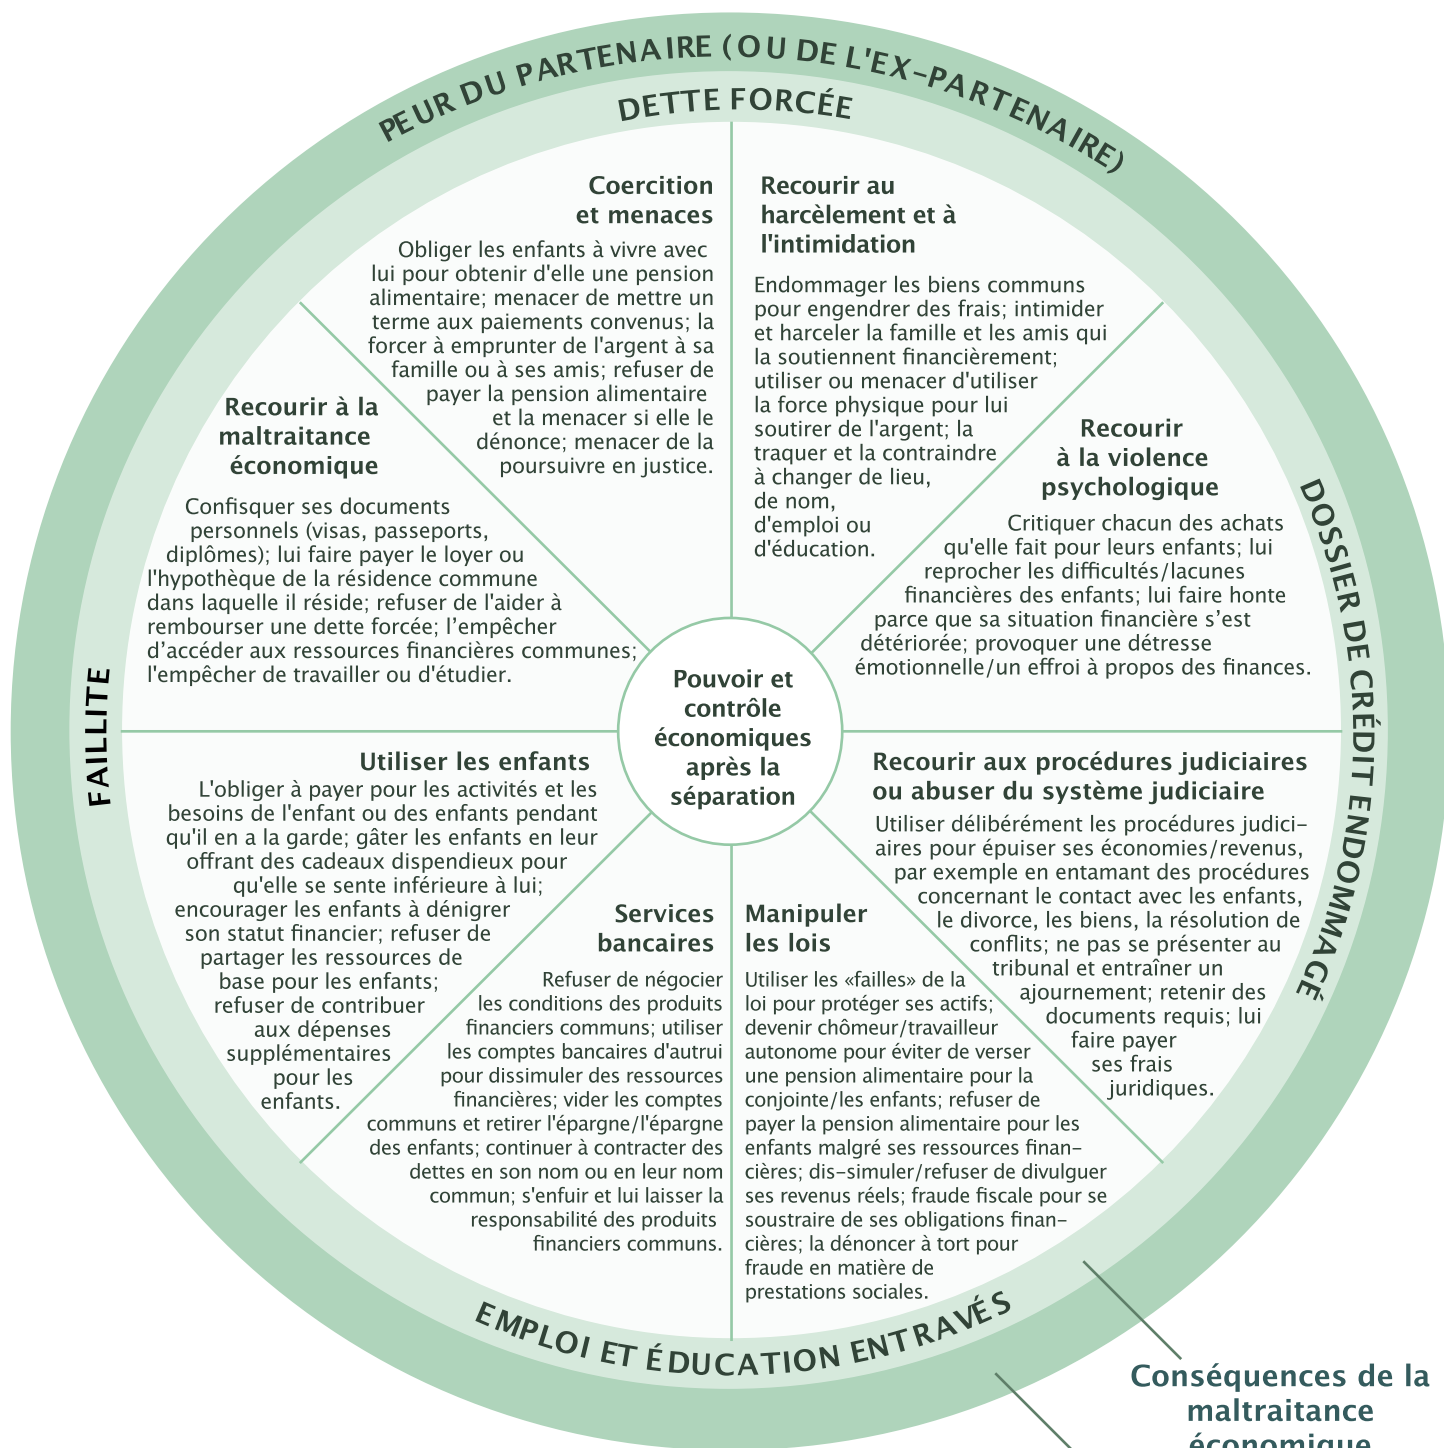 PEUR DU PARTENAIRE (OU DE L'EX-PARTENAIRE)
DETTE FORCÉE
Coercition
et menaces
Obliger les enfants à vivre avec
lui pour obtenir d'elle une pension
alimentaire; menacer de mettre un
terme aux paiements convenus; la
forcer à emprunter de l'argent à sa
famille ou à ses amis; refuser de
payer la pension alimentaire
et la menacer si elle le
dénonce; menacer de la
poursuivre en justice.
Recourir au
harcèlement et à
l'intimidation
Endommager les biens communs
pour engendrer des frais; intimider
et harceler la famille et les amis qui
la soutiennent financièrement;
utiliser ou menacer d'utiliser
la force physique pour lui
soutirer de l'argent; la
traquer et la contraindre
à changer de lieu,
de nom,
d'emploi ou
d'éducation.
Recourir à la
maltraitance
économique
Confisquer ses documents
personnels (visas, passeports,
diplômes); lui faire payer le loyer ou
l'hypothèque de la résidence commune
dans laquelle il réside; refuser de l'aider à
rembourser une dette forcée; l’empêcher
d’accéder aux ressources financières communes;
l'empêcher de travailler ou d'étudier.
Recourir
à la violence
psychologique
Critiquer chacun des achats
qu'elle fait pour leurs enfants; lui
reprocher les difficultés/lacunes
financières des enfants; lui faire honte
parce que sa situation financière s’est
détériorée; provoquer une détresse
émotionnelle/un effroi à propos des finances.
DOSSIER DE CRÉDIT ENDOMMAGÉ
FAILLITE
Pouvoir et
contrôle
économiques
après la
séparation
Utiliser les enfants
L'obliger à payer pour les activités et les
besoins de l'enfant ou des enfants pendant
qu'il en a la garde; gâter les enfants en leur
offrant des cadeaux dispendieux pour
qu'elle se sente inférieure à lui;
encourager les enfants à dénigrer
son statut financier; refuser de
partager les ressources de
base pour les enfants;
refuser de contribuer
aux dépenses
supplémentaires
pour les
enfants.
Recourir aux procédures judiciaires
ou abuser du système judiciaire
Utiliser délibérément les procédures judici-
aires pour épuiser ses économies/revenus,
par exemple en entamant des procédures
concernant le contact avec les enfants,
le divorce, les biens, la résolution de
conflits; ne pas se présenter au
tribunal et entraîner un
ajournement; retenir des
documents requis; lui
faire payer
ses frais
juridiques.
Services
bancaires
Refuser de négocier
les conditions des produits
financiers communs; utiliser
les comptes bancaires d'autrui
pour dissimuler des ressources
financières; vider les comptes
communs et retirer l'épargne/l'épargne
des enfants; continuer à contracter des
dettes en son nom ou en leur nom
commun; s'enfuir et lui laisser la
responsabilité des produits
financiers communs.
Manipuler
les lois
Utiliser les «failles» de la
loi pour protéger ses actifs;
devenir chômeur/travailleur
autonome pour éviter de verser
une pension alimentaire pour la
conjointe/les enfants; refuser de
payer la pension alimentaire pour les
enfants malgré ses ressources finan-
cières; dis-simuler/refuser de divulguer
ses revenus réels; fraude fiscale pour se
soustraire de ses obligations finan-
cières; la dénoncer à tort pour
fraude en matière de
prestations sociales.
EMPLOI ET ÉDUCATION ENTRAVÉS
Conséquences de la
maltraitance
économique